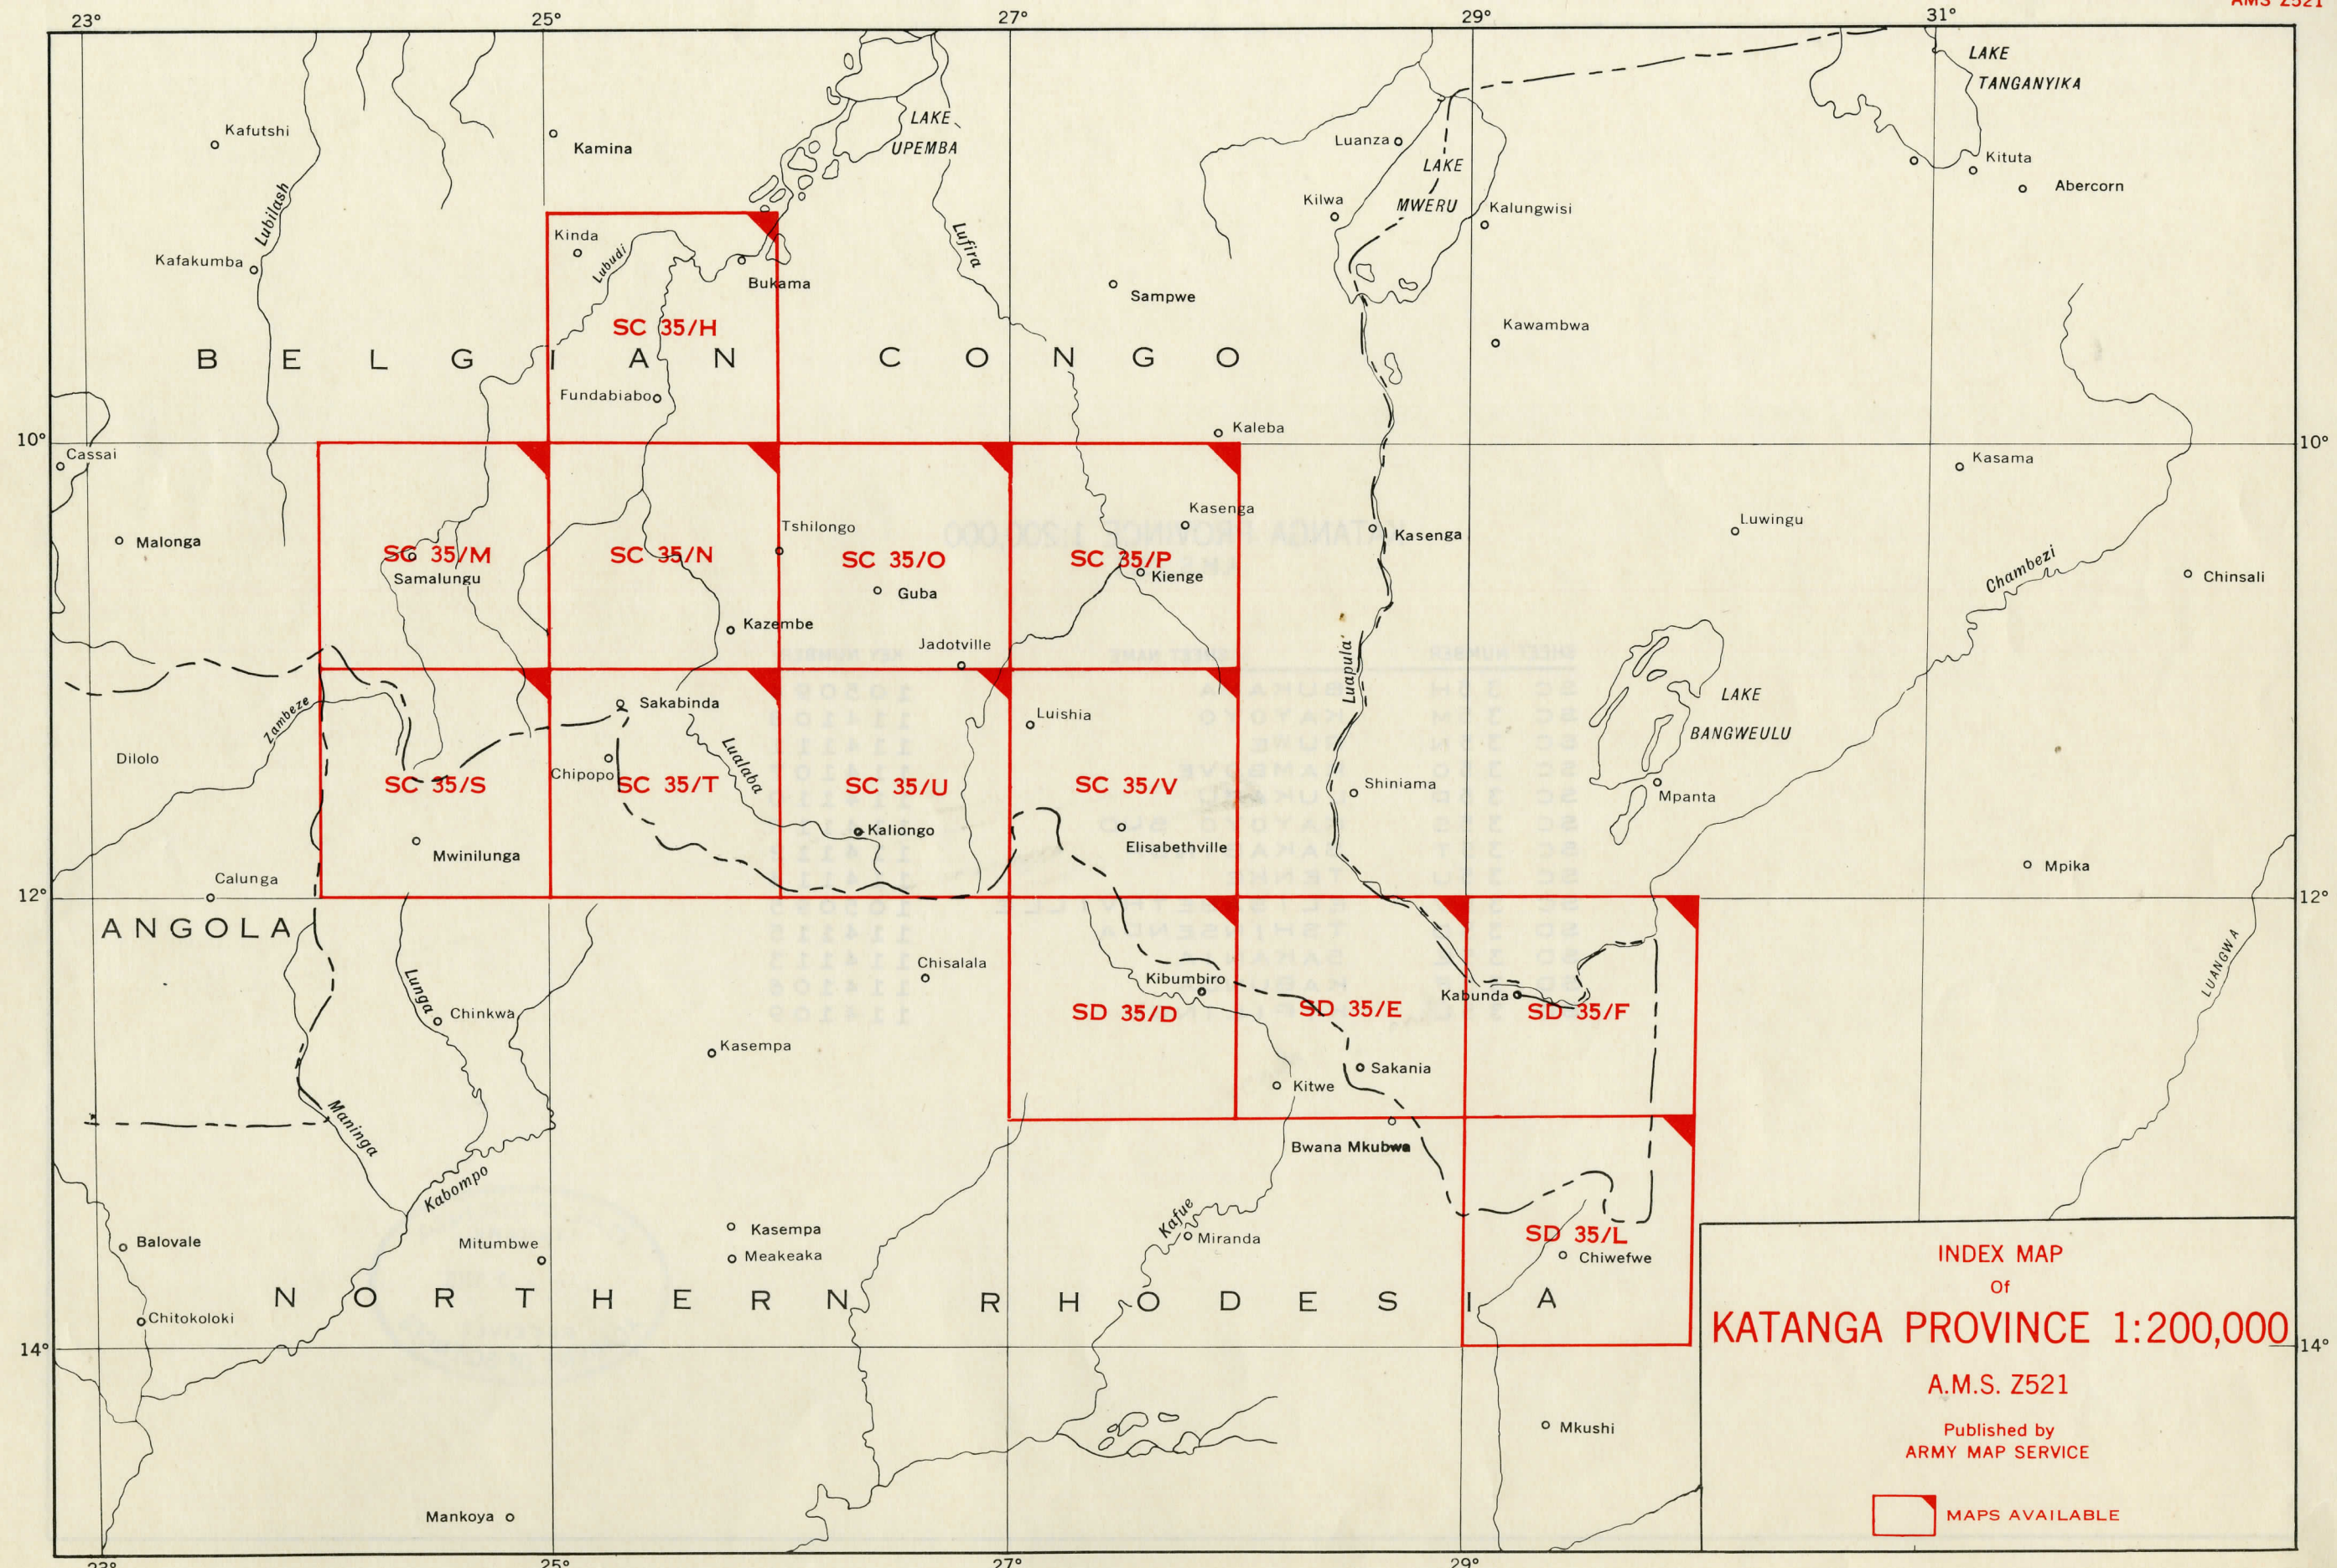 AMS Z521
23°
25°
27°
29°
31°
LAKE
TANGANYIKA
Kafutshi
Kamina
LAKE
UPEMBA
Luanza
LAKE
MWERU
Kituta
Abercorn
Lubilash
Kilwa
Kalungwisi
Kafakumba
Kinda
Lubudi
Bukama
Lufira
Sampwe
SC 35/H
Kawambwa
BELGIAN CONGO
Fundabiabo
Kaleba
10°
10°
Cassai
Kasama
Malonga
Tshilongo
Kasenga
Kasenga
Luwingu
SC 35/M
SC 35/N
SC 35/O
SC 35/P
Samalungu
Guba
Kienge
Chambezi
Chinsali
Kazembe
Jadotville
Luapula
Zambeze
Sakabinda
Luishia
LAKE
BANGWEULU
Dilolo
Chipopo
Lualaba
SC 35/S
SC 35/T
SC 35/U
SC 35/V
Shiniama
Mpanta
Kaliongo
Mwinilunga
Elisabethville
Mpika
Calunga
12°
12°
ANGOLA
Chisalala
Kibumbiro
Kabunda
LUANGWA
Lunga
Chinkwa
SD 35/D
SD 35/E
SD 35/F
Kasempa
Sakania
Kitwe
Maninga
Bwana Mkubwa
Kabompo
Kafue
Balovale
Mitumbwe
Kasempa
Meakeaka
Miranda
SD 35/L
Chiwefwe
NORTHERN RHODESIA
Chitokoloki
14°
14°
Mkushi
Mankoya
INDEX MAP
Of
KATANGA PROVINCE 1:200,000
A.M.S. Z521
Published by
ARMY MAP SERVICE
MAPS AVAILABLE
23°
25°
27°
29°